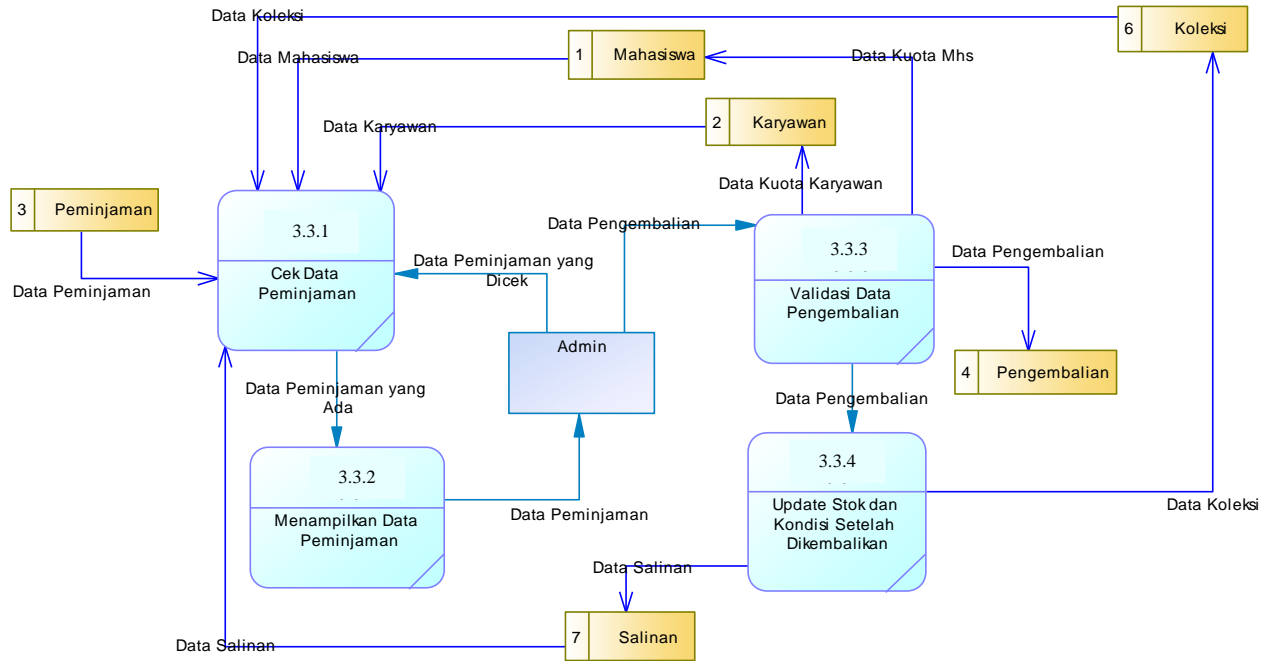 Data Koleksi
6 Koleksi
Data Mahasiswa
1 Mahasiswa
Data Kuota Mhs
Data Karyawan
2 Karyawan
Data Kuota Karyawan
3 Peminjaman
Data Peminjaman
3.3.1
Cek Data
Peminjaman
Data Peminjaman yang
Dicek
Data Pengembalian
3.3.3
Validasi Data
Pengembalian
Data Pengembalian
4 Pengembalian
Admin
Data Peminjaman yang
Ada
Data Pengembalian
3.3.2
Menampilkan Data
Peminjaman
Data Peminjaman
3.3.4
Update Stok dan
Kondisi Setelah
Dikembalikan
Data Koleksi
Data Salinan
7 Salinan
Data Salinan